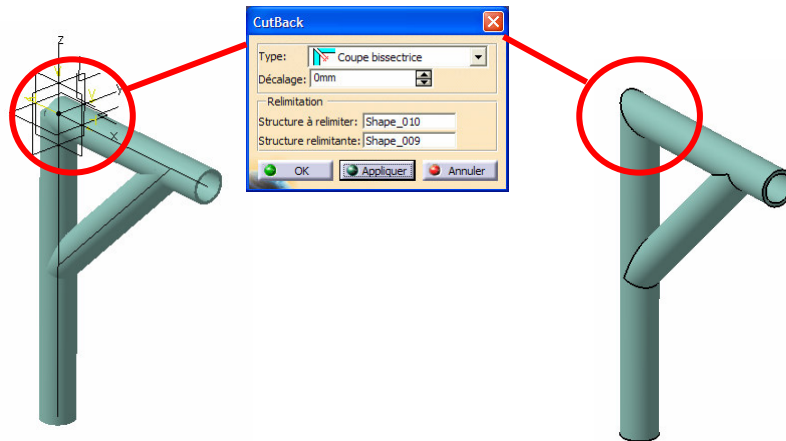 CutBack
Type: Coupe bissectrice
Décalage: 0mm
Relimitation
Structure à relimiter: Shape_010
Structure relimitante: Shape_009
OK Appliquer Annuler
z
y
x